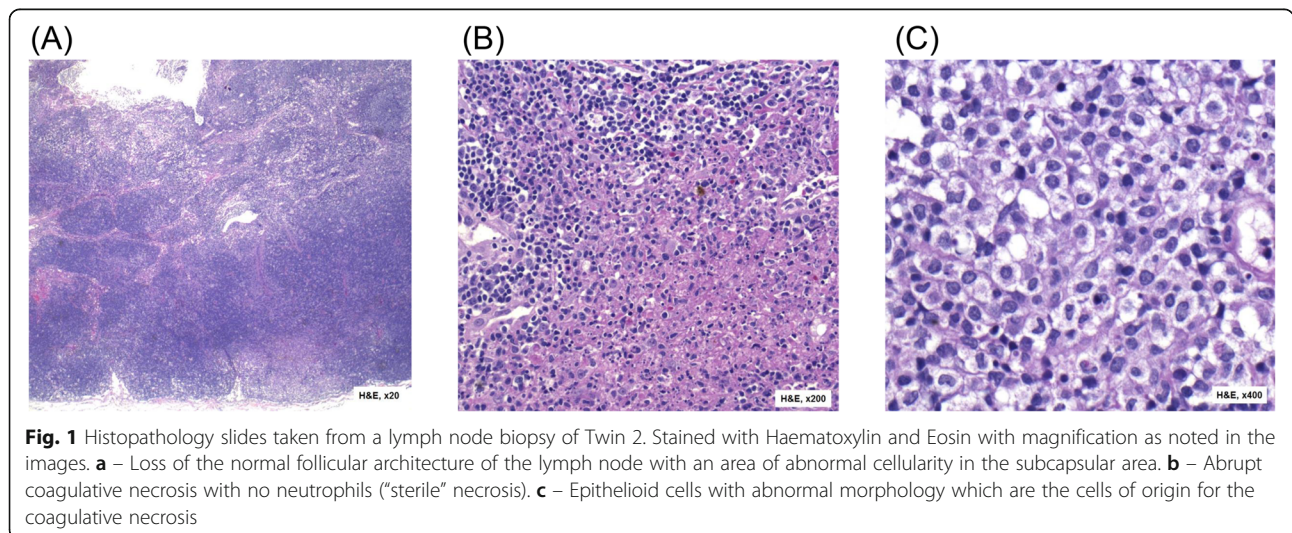 (A)
(B)
(C)
H&E, x20
H&E, x200
H&E, x400
Fig. 1 Histopathology slides taken from a lymph node biopsy of Twin 2. Stained with Haematoxylin and Eosin with magnification as noted in the
images. a – Loss of the normal follicular architecture of the lymph node with an area of abnormal cellularity in the subcapsular area. b – Abrupt
coagulative necrosis with no neutrophils (“sterile” necrosis). c – Epithelioid cells with abnormal morphology which are the cells of origin for the
coagulative necrosis